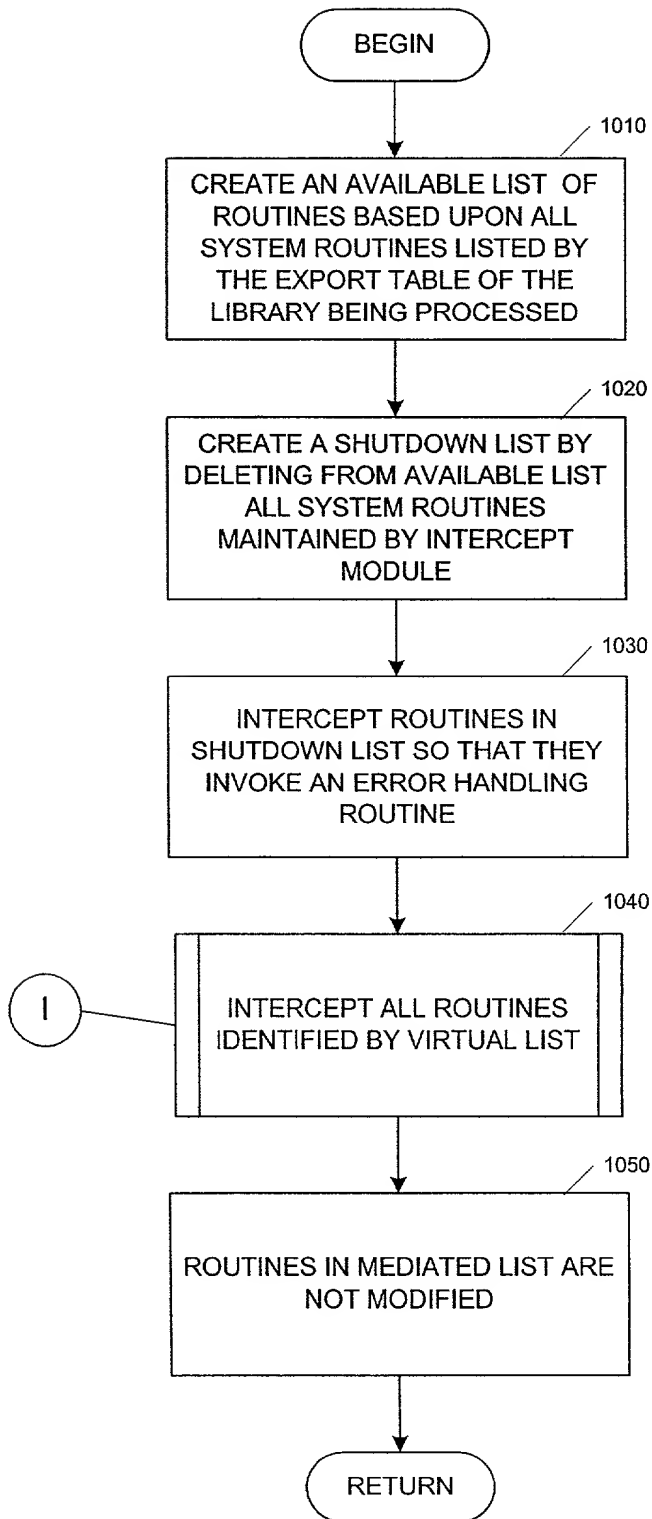 BEGIN
1010
CREATE AN AVAILABLE LIST OF
ROUTINES BASED UPON ALL
SYSTEM ROUTINES LISTED BY
THE EXPORT TABLE OF THE
LIBRARY BEING PROCESSED
1020
CREATE A SHUTDOWN LIST BY
DELETING FROM AVAILABLE LIST
ALL SYSTEM ROUTINES
MAINTAINED BY INTERCEPT
MODULE
1030
INTERCEPT ROUTINES IN
SHUTDOWN LIST SO THAT THEY
INVOKE AN ERROR HANDLING
ROUTINE
1040
I
INTERCEPT ALL ROUTINES
IDENTIFIED BY VIRTUAL LIST
1050
ROUTINES IN MEDIATED LIST ARE
NOT MODIFIED
RETURN